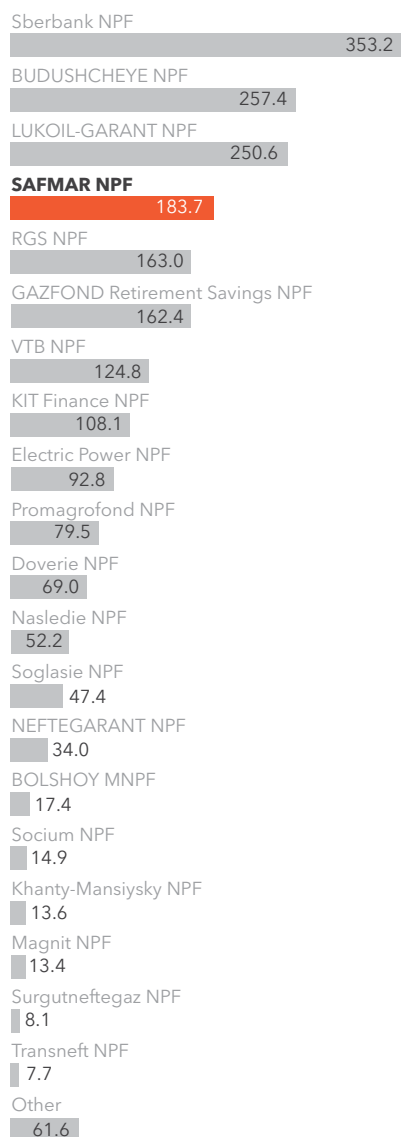 Sberbank NPF
353.2
BUDUSHCHEYE NPF
257.4
LUKOIL-GARANT NPF
250.6
SAFMAR NPF
183.7
RGS NPF
163.0
GAZFOND Retirement Savings NPF
162.4
VTB NPF
124.8
KIT Finance NPF
108.1
Electric Power NPF
92.8
Promagrofond NPF
79.5
Doverie NPF
69.0
Nasledie NPF
52.2
Soglasie NPF
47.4
NEFTEGARANT NPF
34.0
BOLSHOY MNPF
17.4
Socium NPF
14.9
Khanty-Mansiysky NPF
13.6
Magnit NPF
13.4
Surgutneftegaz NPF
8.1
Transneft NPF
7.7
Other
61.6